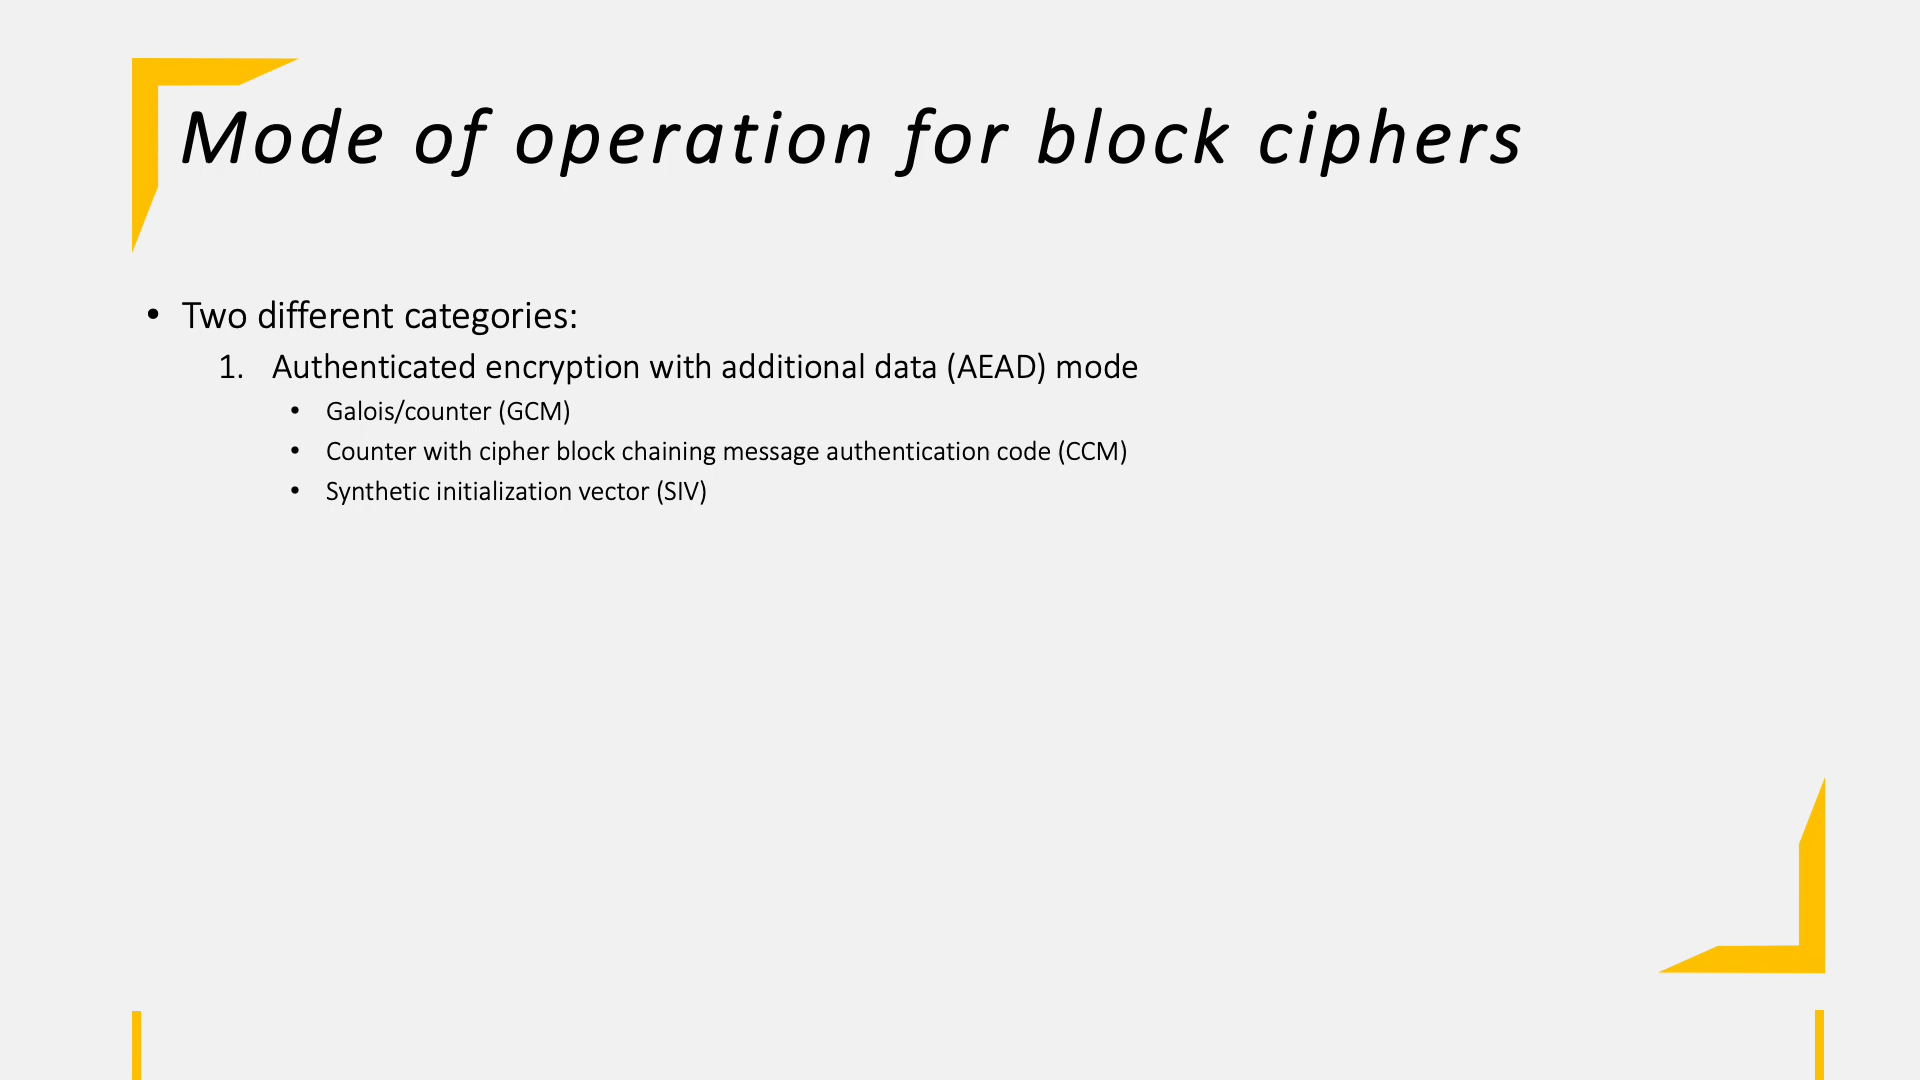 Mode of operation for block ciphers
• Two different categories:
1. Authenticated encryption with additional data (AEAD) mode
• Galois/counter (GCM)
• Counter with cipher block chaining message authentication code (CCM)
• Synthetic initialization vector (SIV)